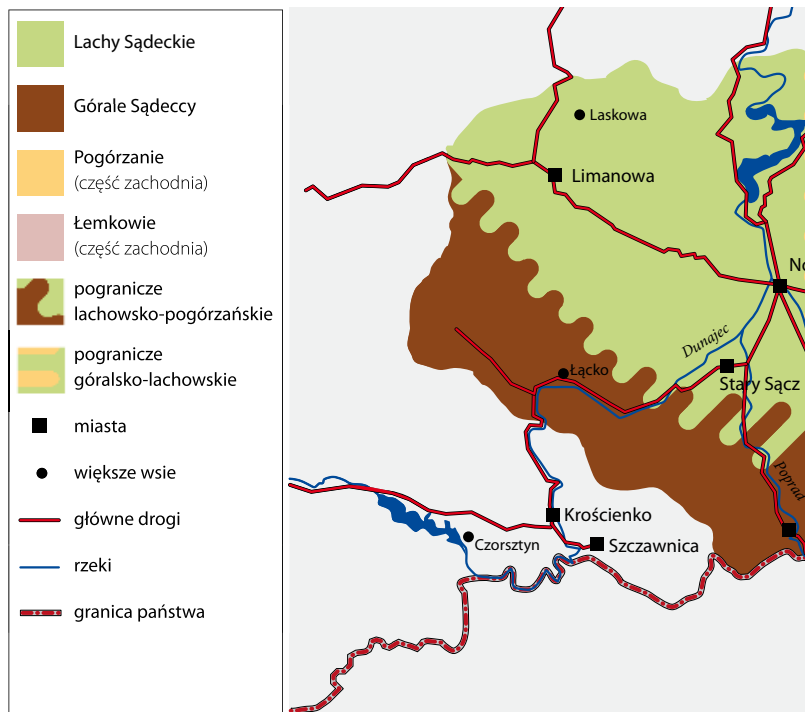 Lachy Sądeckie
Górale Sądeccy
Pogórzanie
(część zachodnia)
Łemkowie
(część zachodnia)
pogranicze
lachowsko-pogórzańskie
pogranicze
góralsko-lachowskie
miasta
większe wsie
główne drogi
rzeki
granica państwa
Laskowa
Limanowa
No
Dunajec
Łącko
Stary Sącz
Poprad
Krościenko
Czorsztyn
Szczawnica